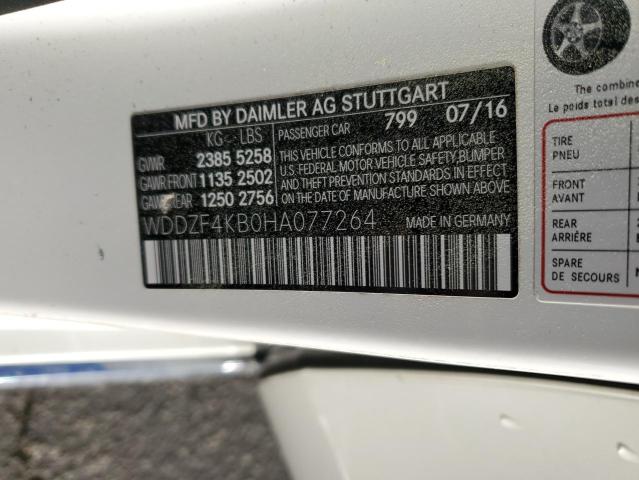 MFD BY DAIMLER AG STUTTGART
KG - LBS PASSENGER CAR 799 07/16
GVWR 2385 5258
GAWR FRONT 1135 2502
GAWR REAR 1250 2756
THIS VEHICLE CONFORMS TO ALL APPLICABLE
U.S. FEDERAL MOTOR VEHICLE SAFETY, BUMPER
AND THEFT PREVENTION STANDARDS IN EFFECT
ON THE DATE OF MANUFACTURE SHOWN ABOVE
WDDZF4KB0HA077264 MADE IN GERMANY
The combine
Le poids total des
TIRE
PNEU
FRONT
AVANT
REAR
ARRIÈRE
SPARE
DE SECOURS